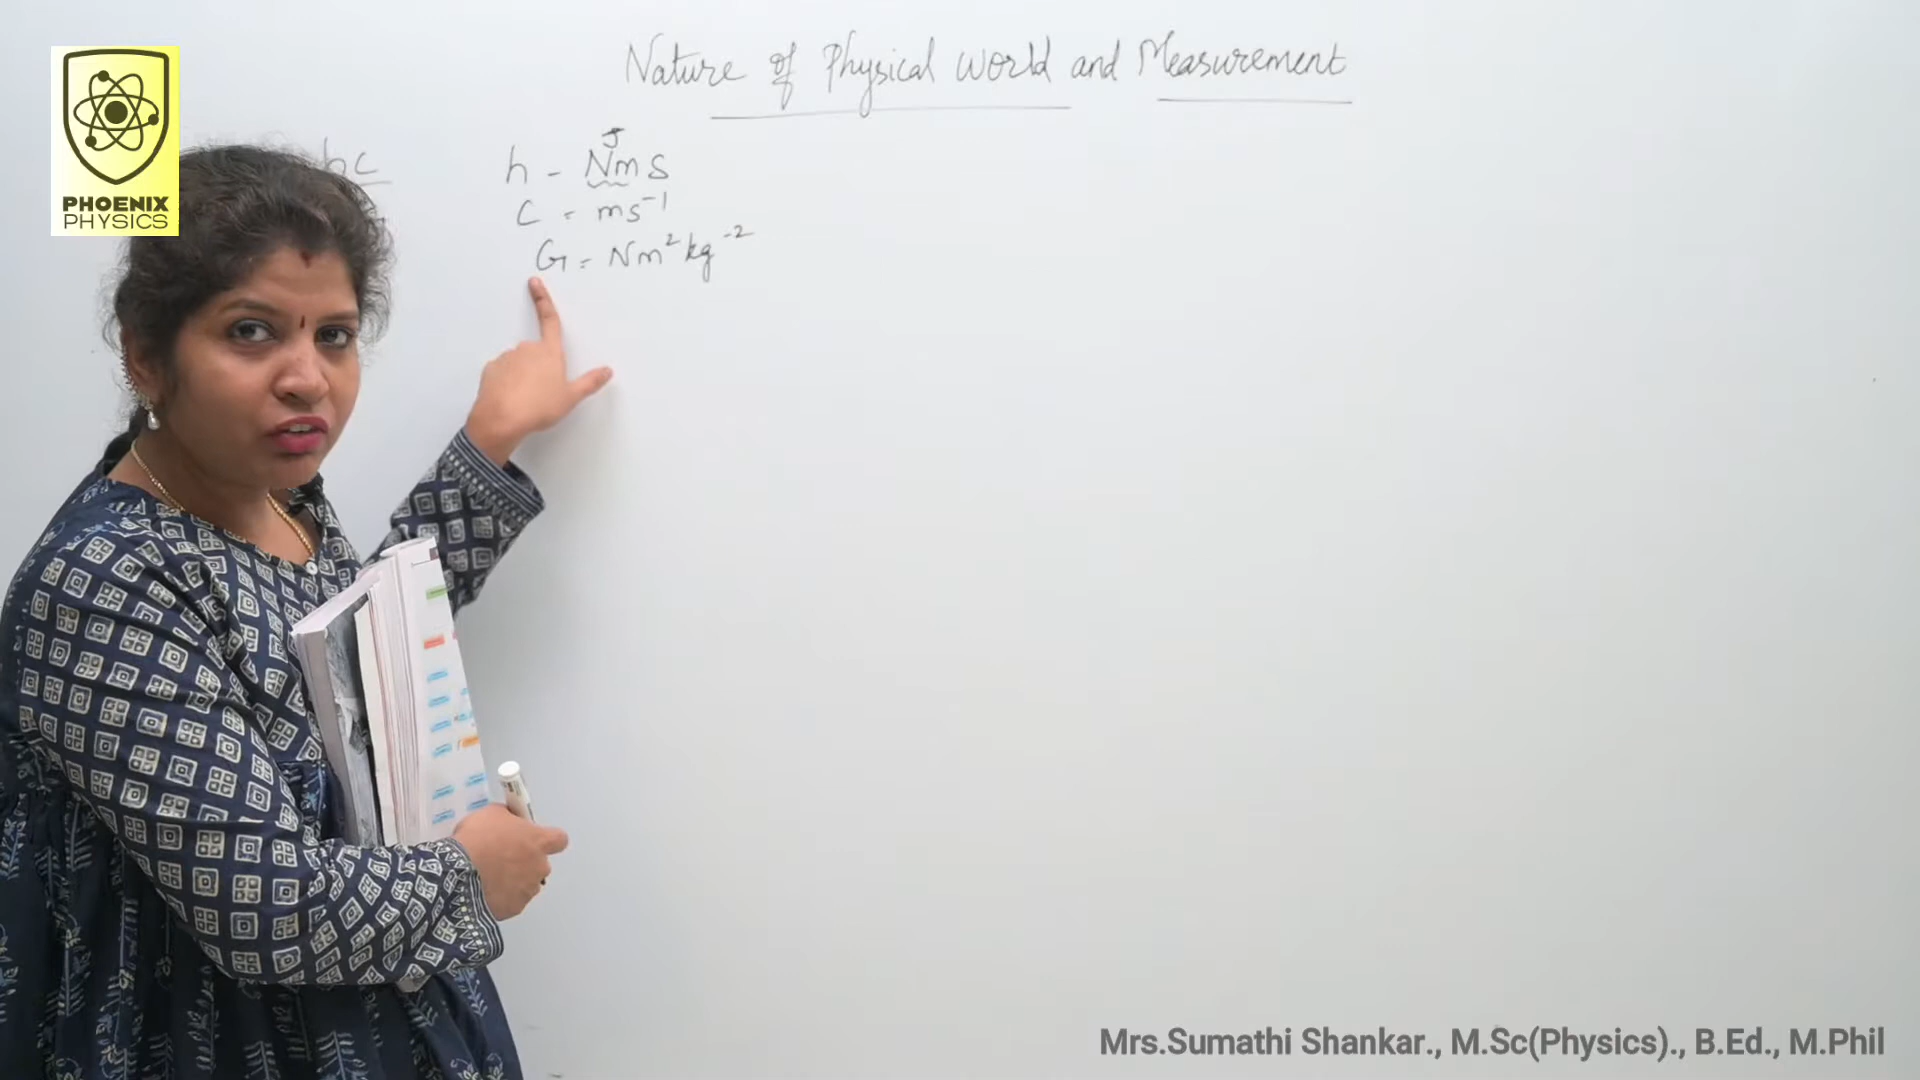 Nature of Physical World and Measurement
PHOENIX
PHYSICS
hc
J
h - Nms
C = ms⁻¹
G = Nm² kg⁻²
Mrs.Sumathi Shankar., M.Sc(Physics)., B.Ed., M.Phil